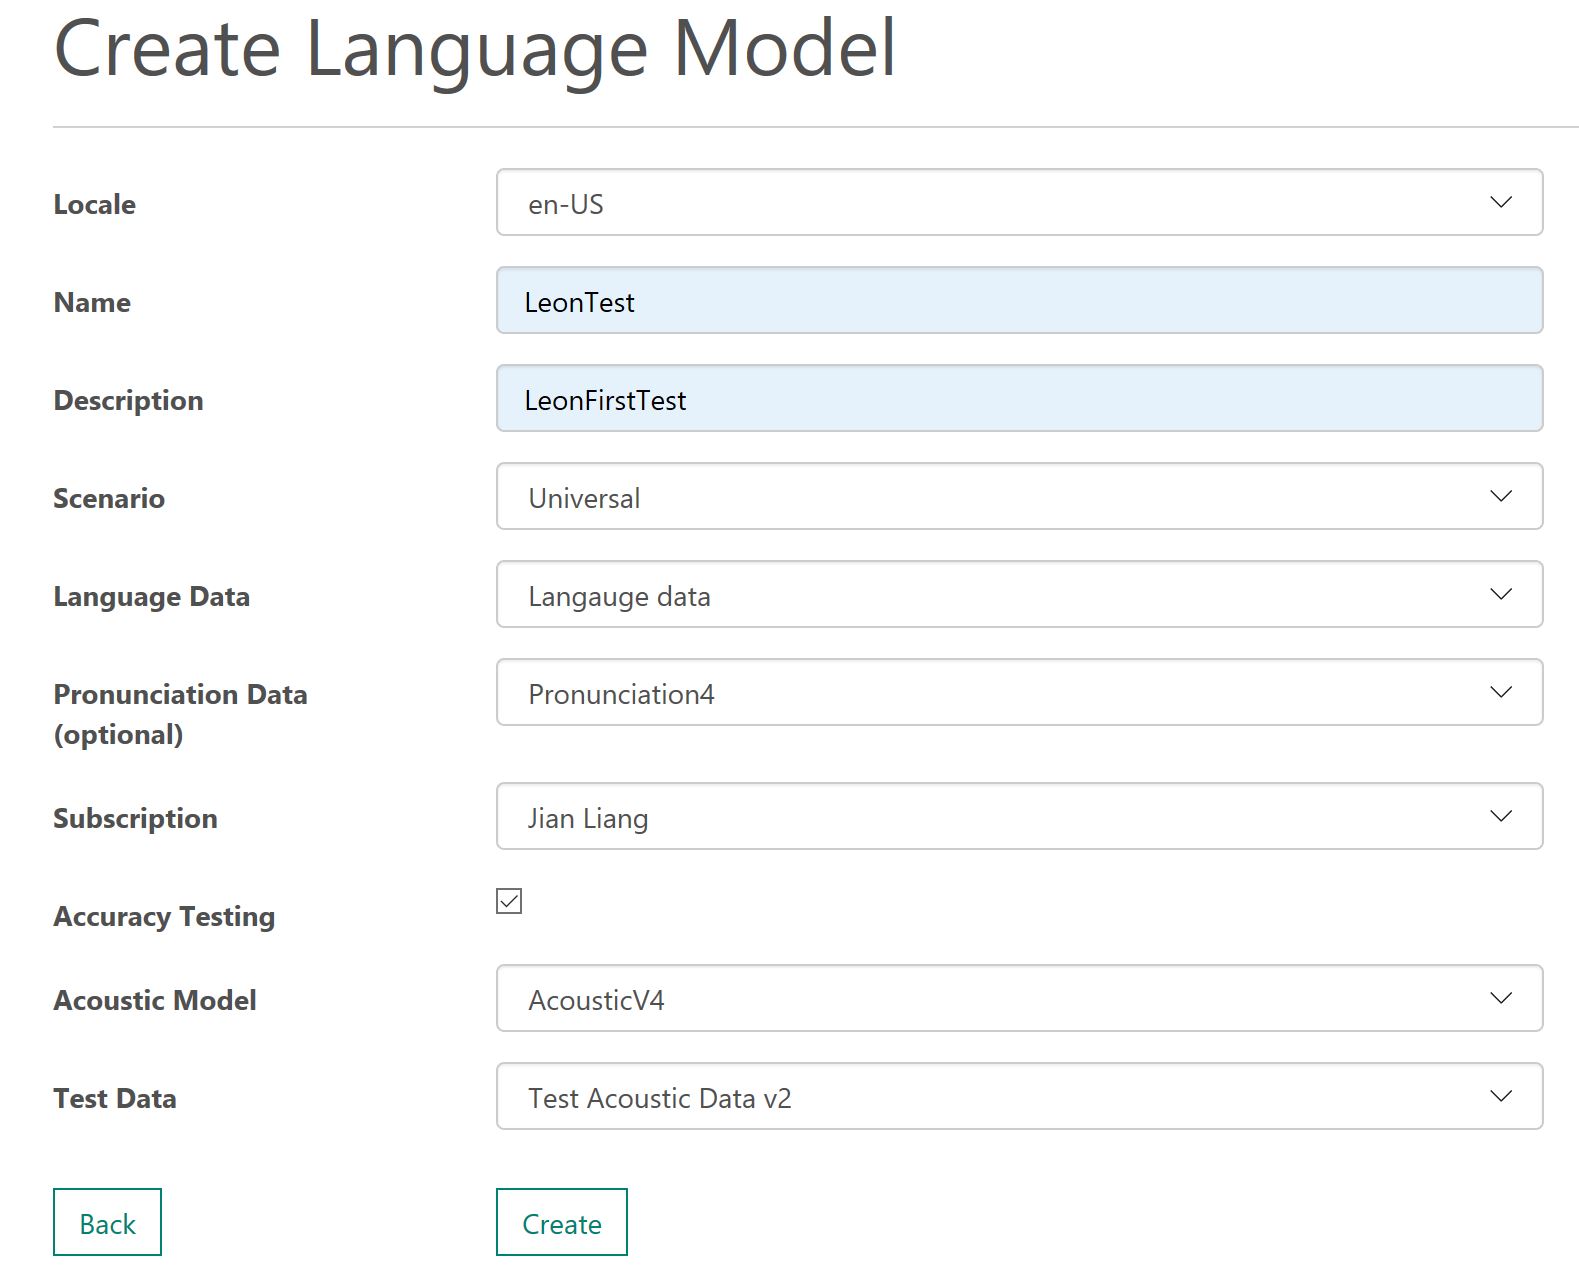 Create Language Model
Locale
en-US
Name
LeonTest
Description
LeonFirstTest
Scenario
Universal
Language Data
Langauge data
Pronunciation Data
(optional)
Pronunciation4
Subscription
Jian Liang
Accuracy Testing
Acoustic Model
AcousticV4
Test Data
Test Acoustic Data v2
Back
Create